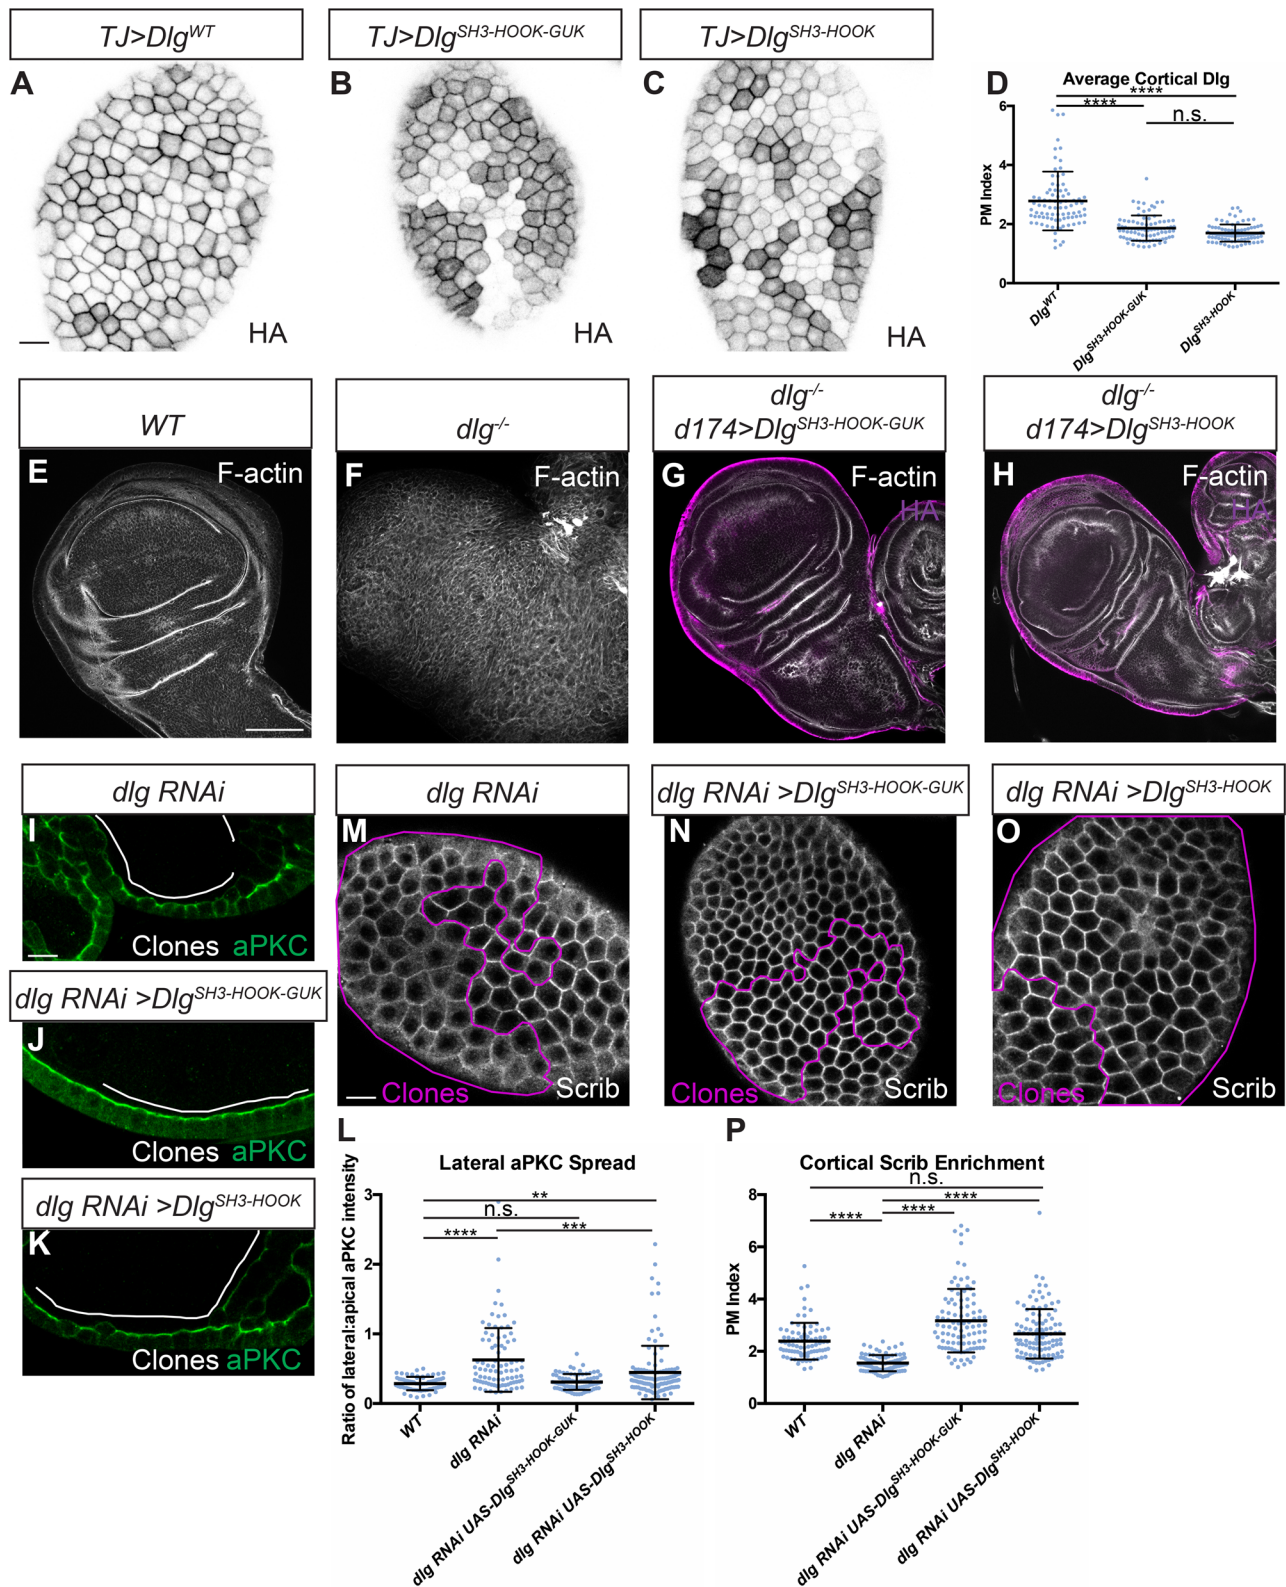 TJ>Dlg^WT
TJ>Dlg^SH3-HOOK-GUK
TJ>Dlg^SH3-HOOK
A
HA
B
HA
C
HA
D
Average Cortical Dlg
****
****
n.s.
PM Index
6
4
2
0
Dlg^WT
Dlg^SH3-HOOK-GUK
Dlg^SH3-HOOK
WT
dlg^-/-
dlg^-/-
d174>Dlg^SH3-HOOK-GUK
dlg^-/-
d174>Dlg^SH3-HOOK
E
F-actin
F
F-actin
G
F-actin
HA
H
F-actin
HA
dlg RNAi
I
Clones aPKC
dlg RNAi >Dlg^SH3-HOOK-GUK
J
Clones aPKC
dlg RNAi >Dlg^SH3-HOOK
K
Clones aPKC
dlg RNAi
M
Clones
Scrib
dlg RNAi >Dlg^SH3-HOOK-GUK
N
Clones
Scrib
dlg RNAi >Dlg^SH3-HOOK
O
Clones
Scrib
L
Lateral aPKC Spread
**
n.s.
****
***
Ratio of lateral:apical aPKC intensity
3
2
1
0
WT
dlg RNAi
dlg RNAi UAS-Dlg^SH3-HOOK-GUK
dlg RNAi UAS-Dlg^SH3-HOOK
P
Cortical Scrib Enrichment
n.s.
****
****
****
PM Index
8
6
4
2
0
WT
dlg RNAi
dlg RNAi UAS-Dlg^SH3-HOOK-GUK
dlg RNAi UAS-Dlg^SH3-HOOK